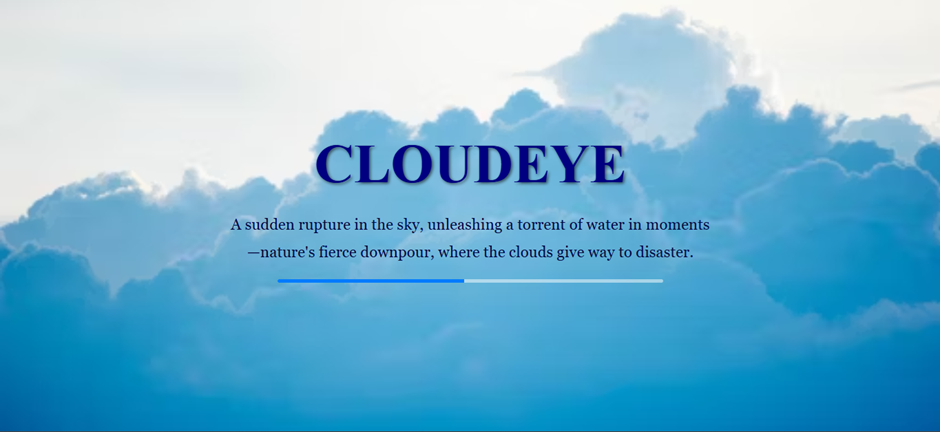 CLOUDEYE
A sudden rupture in the sky, unleashing a torrent of water in moments
—nature's fierce downpour, where the clouds give way to disaster.